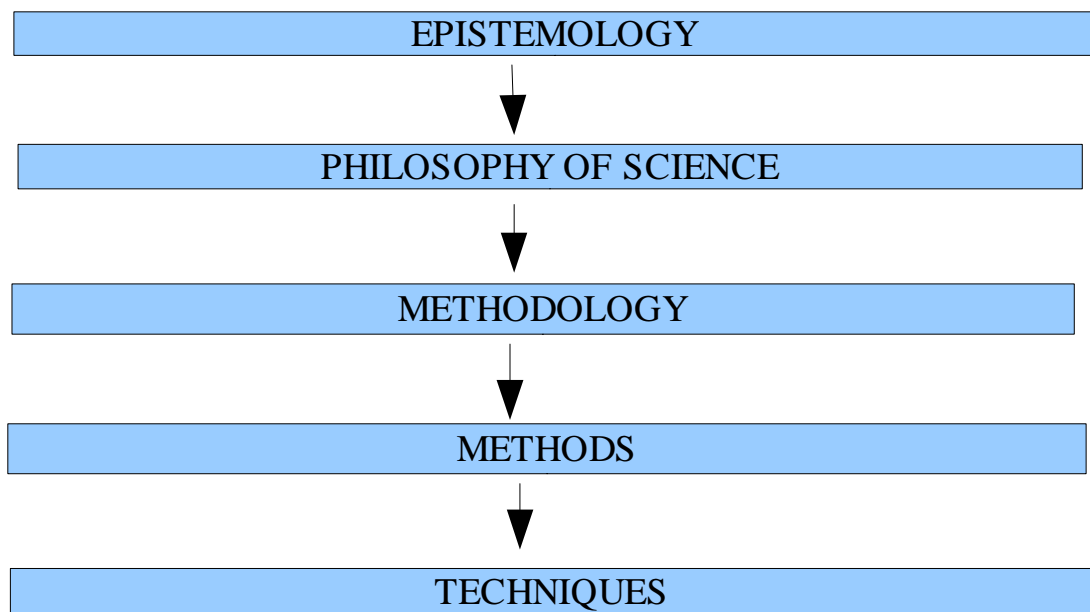 EPISTEMOLOGY
PHILOSOPHY OF SCIENCE
METHODOLOGY
METHODS
TECHNIQUES